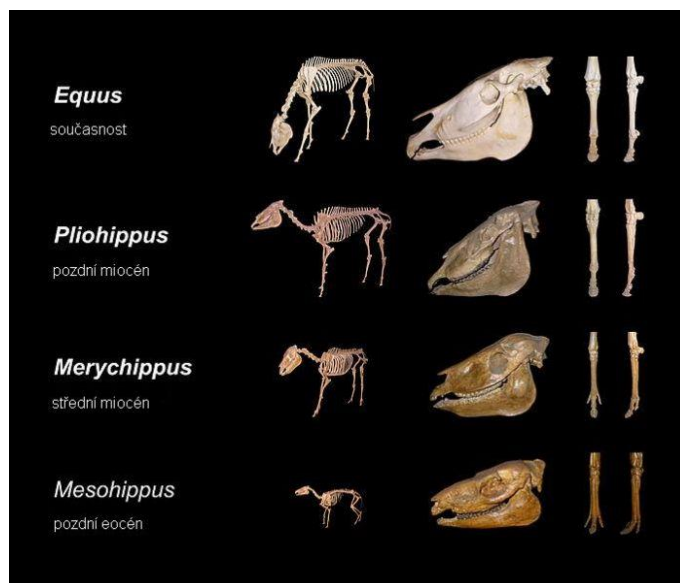 Equus
současnost
Pliohippus
pozdní miocén
Merychippus
střední miocén
Mesohippus
pozdní eocén